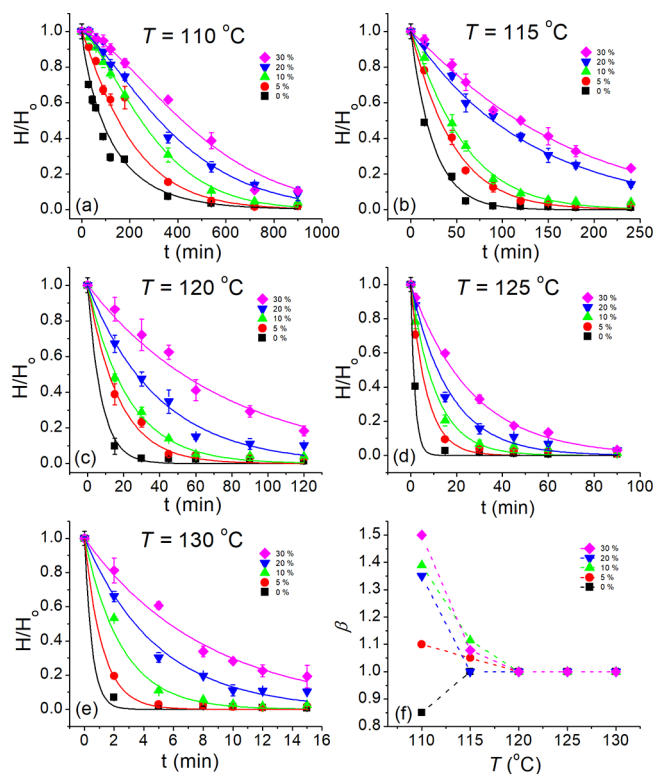 T = 110 °C
30 %
20 %
10 %
5 %
0 %
H/Ho
1.0
0.8
0.6
0.4
0.2
0.0
(a)
0 200 400 600 800 1000
t (min)
T = 115 °C
30 %
20 %
10 %
5 %
0 %
H/Ho
1.0
0.8
0.6
0.4
0.2
0.0
(b)
0 50 100 150 200 250
t (min)
T = 120 °C
30 %
20 %
10 %
5 %
0 %
H/Ho
1.0
0.8
0.6
0.4
0.2
0.0
(c)
0 20 40 60 80 100 120
t (min)
T = 125 °C
30 %
20 %
10 %
5 %
0 %
H/Ho
1.0
0.8
0.6
0.4
0.2
0.0
(d)
0 20 40 60 80 100
t (min)
T = 130 °C
30 %
20 %
10 %
5 %
0 %
H/Ho
1.0
0.8
0.6
0.4
0.2
0.0
(e)
0 2 4 6 8 10 12 14 16
t (min)
30 %
20 %
10 %
5 %
0 %
β
1.5
1.4
1.3
1.2
1.1
1.0
0.9
0.8
(f)
110 115 120 125 130
T (°C)